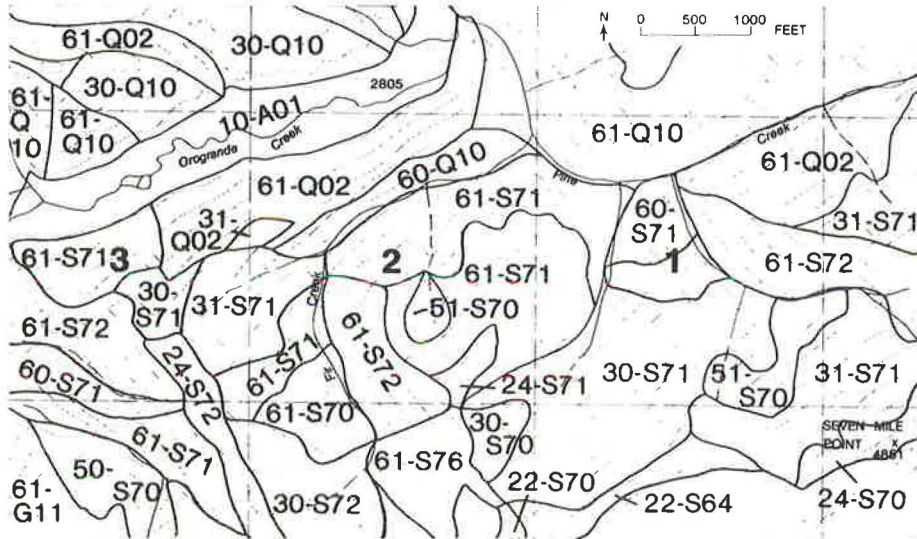 N
0 500 1000
FEET
61-Q02
30-Q10
30-Q10
2805
61-
Q
10
61-
Q10
10-A01
Orogrande Creek
61-Q10
Creek
61-Q02
60-Q10
Pine
61-Q02
61-S71
60-
S71
31-S71
31-
Q02
61-S71
3
2
1
61-S72
61-S71
30-
S71
31-S71
Creek
51-S70
61-S72
61-S71
61-S72
24-S72
60-S71
24-S71
30-S71
51-
S70
31-S71
Fir
61-S70
30-
S70
SEVEN MILE
POINT X
4861
61-S71
61-S76
50-
S70
61-
G11
30-S72
22-S70
22-S64
24-S70